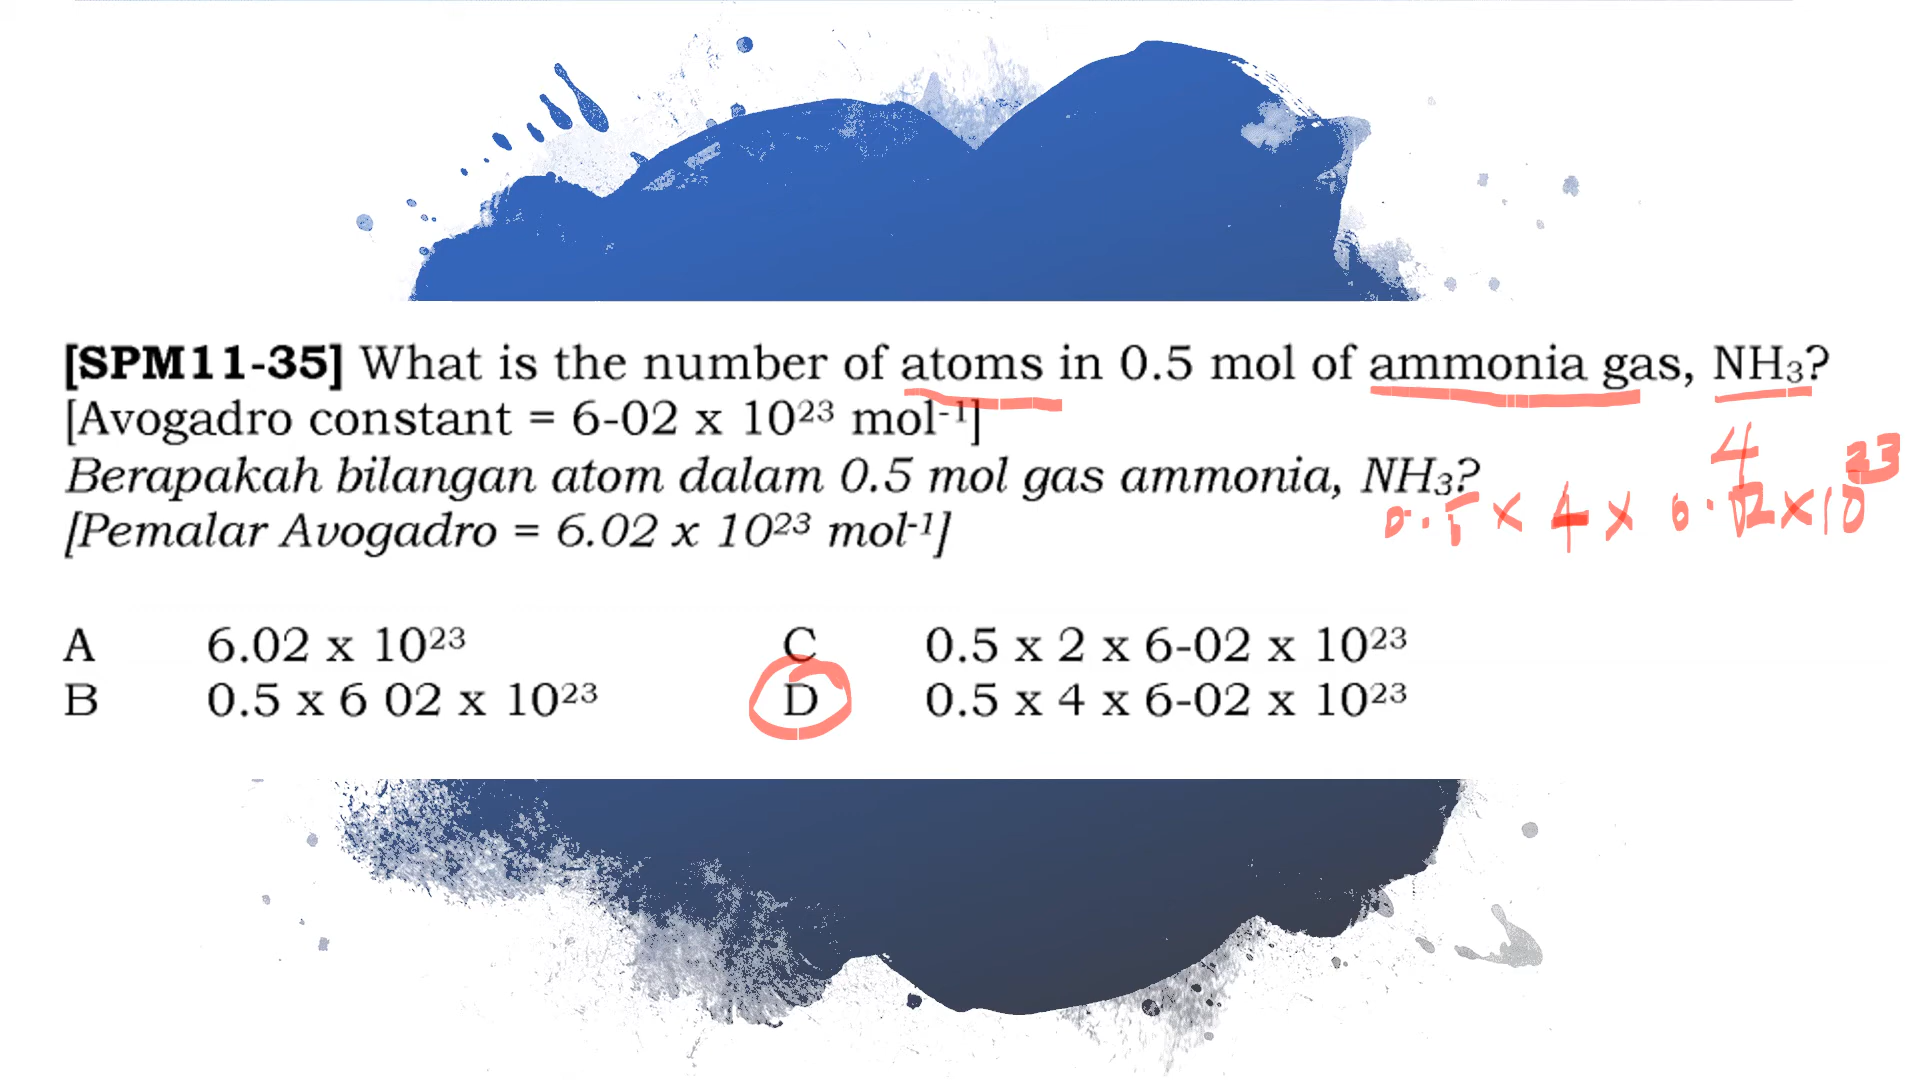 [SPM11-35] What is the number of atoms in 0.5 mol of ammonia gas, NH₃?
[Avogadro constant = 6-02 x 10²³ mol⁻¹]
4
Berapakah bilangan atom dalam 0.5 mol gas ammonia, NH₃?
0.5 × 4 × 6.02 × 10²³
[Pemalar Avogadro = 6.02 x 10²³ mol⁻¹]
A 6.02 x 10²³ C 0.5 x 2 x 6-02 x 10²³
B 0.5 x 6 02 x 10²³ D 0.5 x 4 x 6-02 x 10²³